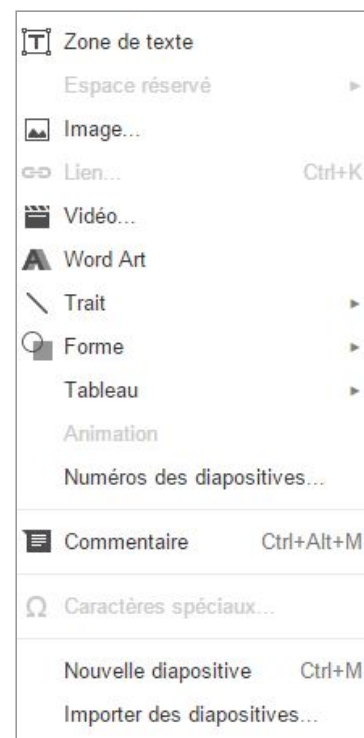 Zone de texte
Espace réservé
Image...
Lien... Ctrl+K
Vidéo...
Word Art
Trait
Forme
Tableau
Animation
Numéros des diapositives...
Commentaire Ctrl+Alt+M
Ω Caractères spéciaux...
Nouvelle diapositive Ctrl+M
Importer des diapositives...